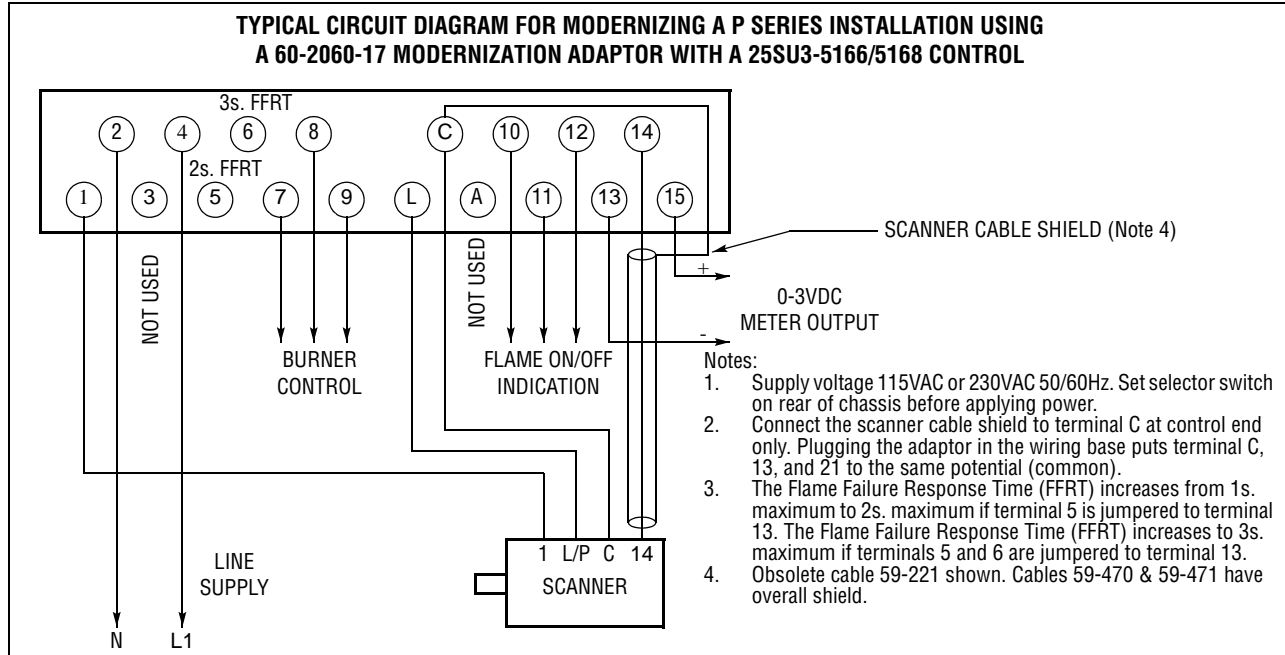 TYPICAL CIRCUIT DIAGRAM FOR MODERNIZING A P SERIES INSTALLATION USING
A 60-2060-17 MODERNIZATION ADAPTOR WITH A 25SU3-5166/5168 CONTROL
3s. FFRT
2 4 6 8 C 10 12 14
2s. FFRT
1 3 5 7 9 L A 11 13 15
NOT USED
NOT USED
SCANNER CABLE SHIELD (Note 4)
+
0-3VDC
METER OUTPUT
-
BURNER
CONTROL
FLAME ON/OFF
INDICATION
Notes:
1. Supply voltage 115VAC or 230VAC 50/60Hz. Set selector switch
on rear of chassis before applying power.
2. Connect the scanner cable shield to terminal C at control end
only. Plugging the adaptor in the wiring base puts terminal C,
13, and 21 to the same potential (common).
3. The Flame Failure Response Time (FFRT) increases from 1s.
maximum to 2s. maximum if terminal 5 is jumpered to terminal
13. The Flame Failure Response Time (FFRT) increases to 3s.
maximum if terminals 5 and 6 are jumpered to terminal 13.
4. Obsolete cable 59-221 shown. Cables 59-470 & 59-471 have
overall shield.
1 L/P C 14
SCANNER
LINE
SUPPLY
N L1